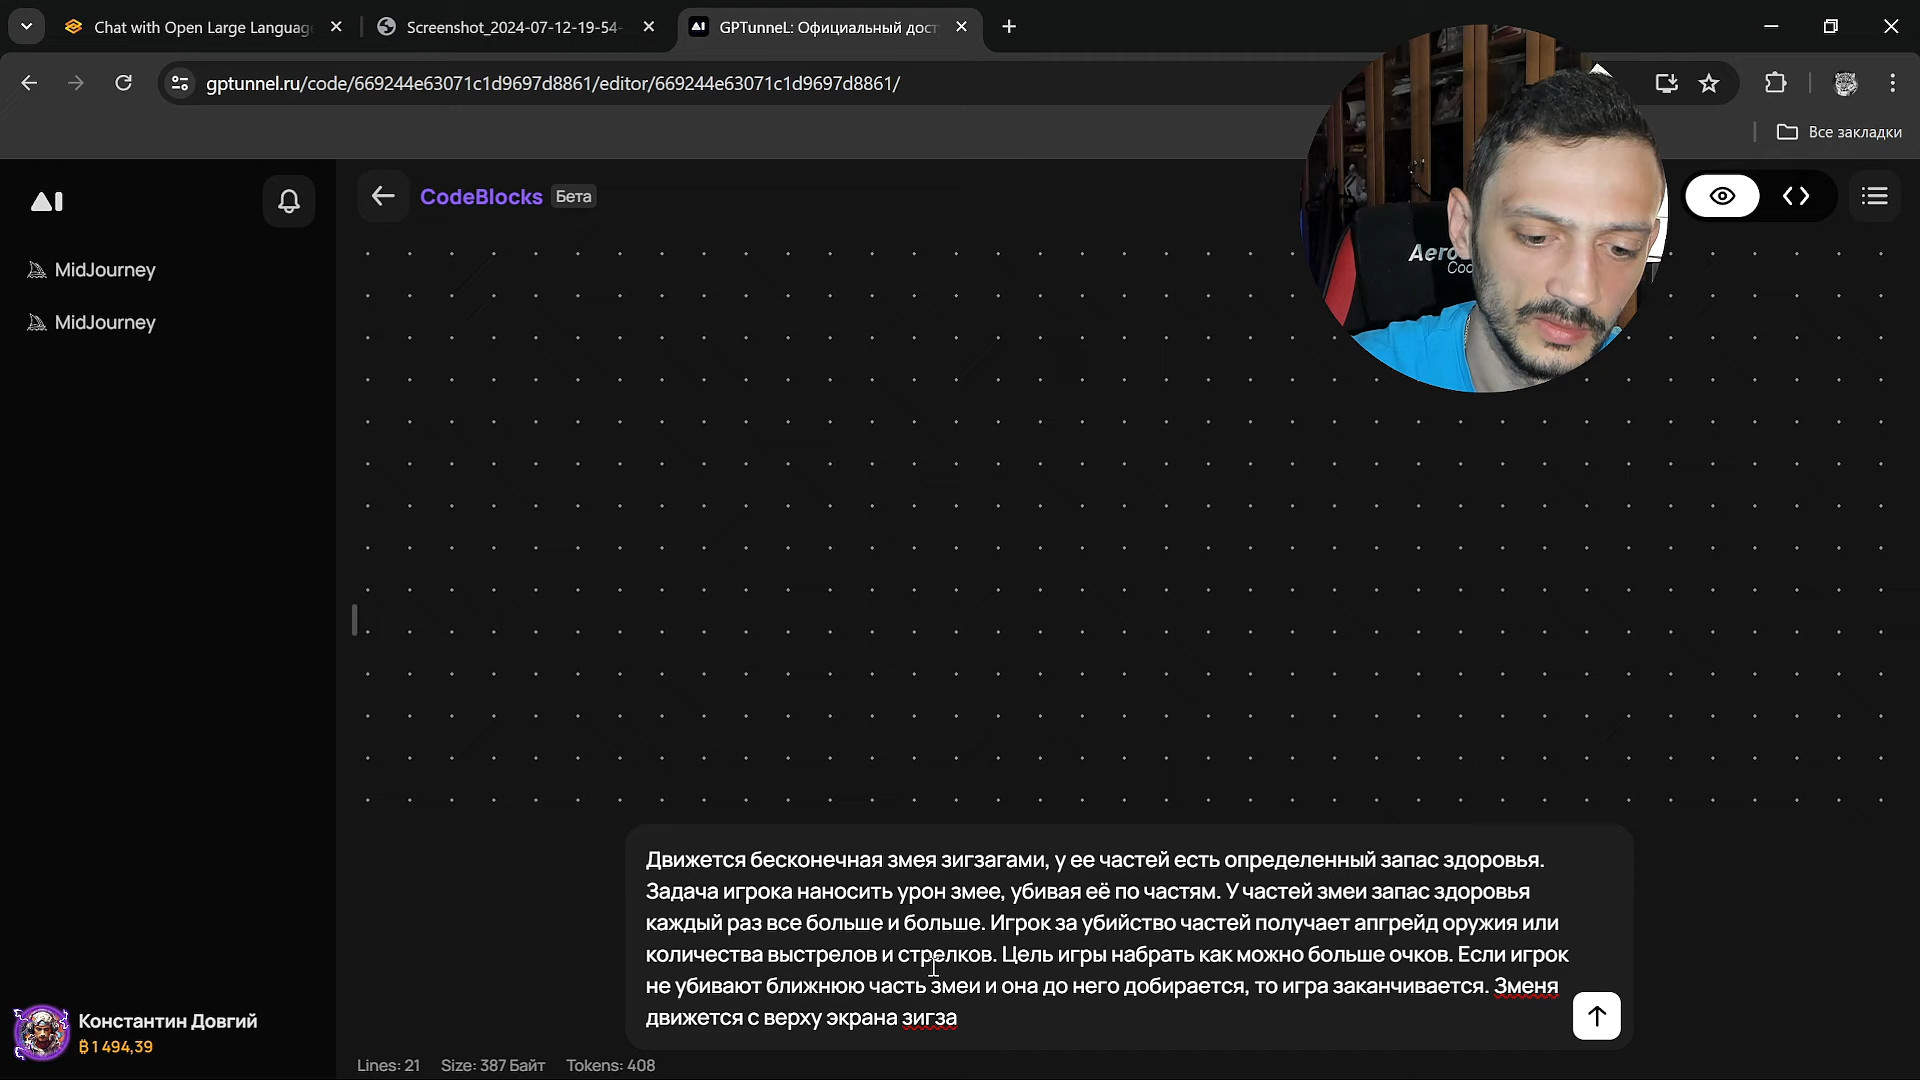 Chat with Open Large Languag
Screenshot_2024-07-12-19-54-
GPTunneL: Официальный дост
gptunnel.ru/code/669244e63071c1d9697d8861/editor/669244e63071c1d9697d8861/
Все закладки
CodeBlocks Бета
MidJourney
MidJourney
Aero
Coo
Движется бесконечная змея зигзагами, у ее частей есть определенный запас здоровья.
Задача игрока наносить урон змее, убивая её по частям. У частей змеи запас здоровья
каждый раз все больше и больше. Игрок за убийство частей получает апгрейд оружия или
количества выстрелов и стрелков. Цель игры набрать как можно больше очков. Если игрок
не убивают ближнюю часть змеи и она до него добирается, то игра заканчивается. Зменя
движется с верху экрана зигза
Константин Довгий
1 494,39
Lines: 21 Size: 387 Байт Tokens: 408